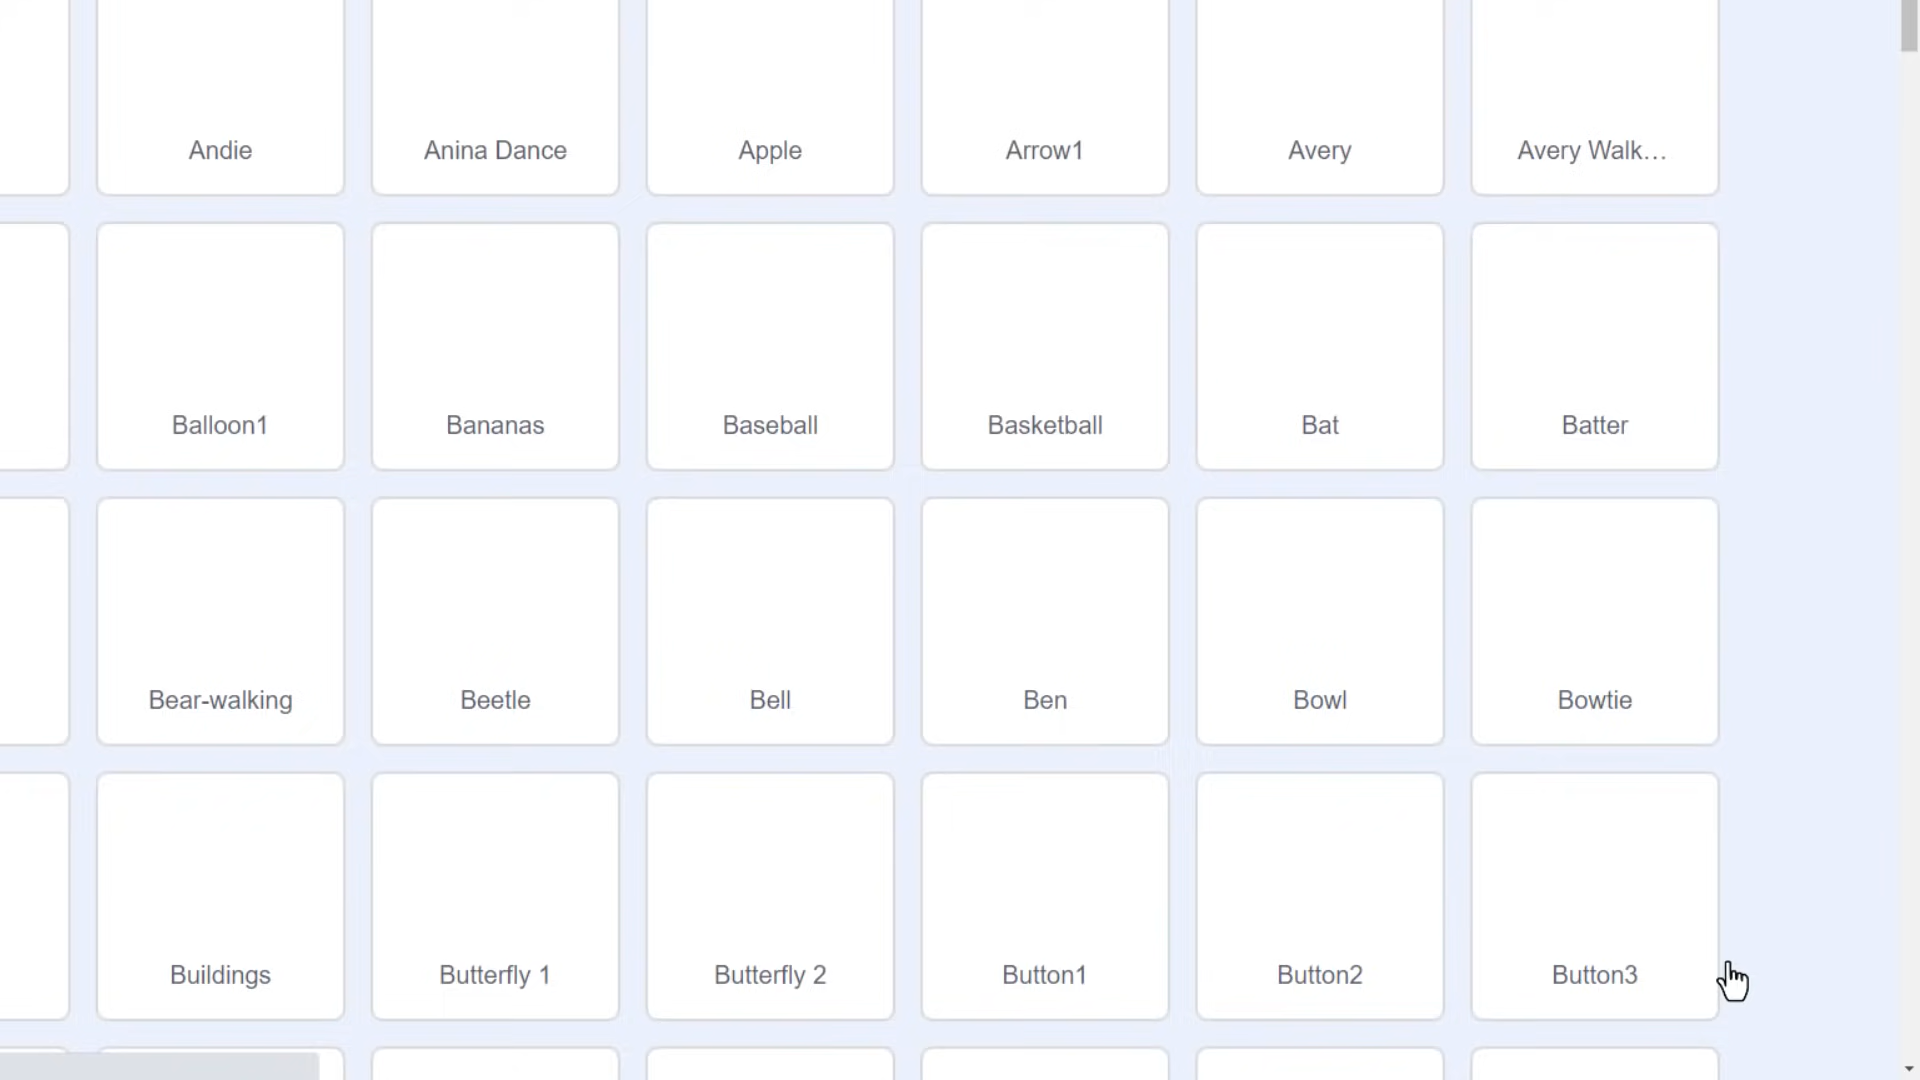 Andie
Anina Dance
Apple
Arrow1
Avery
Avery Walk...
Balloon1
Bananas
Baseball
Basketball
Bat
Batter
Bear-walking
Beetle
Bell
Ben
Bowl
Bowtie
Buildings
Butterfly 1
Butterfly 2
Button1
Button2
Button3